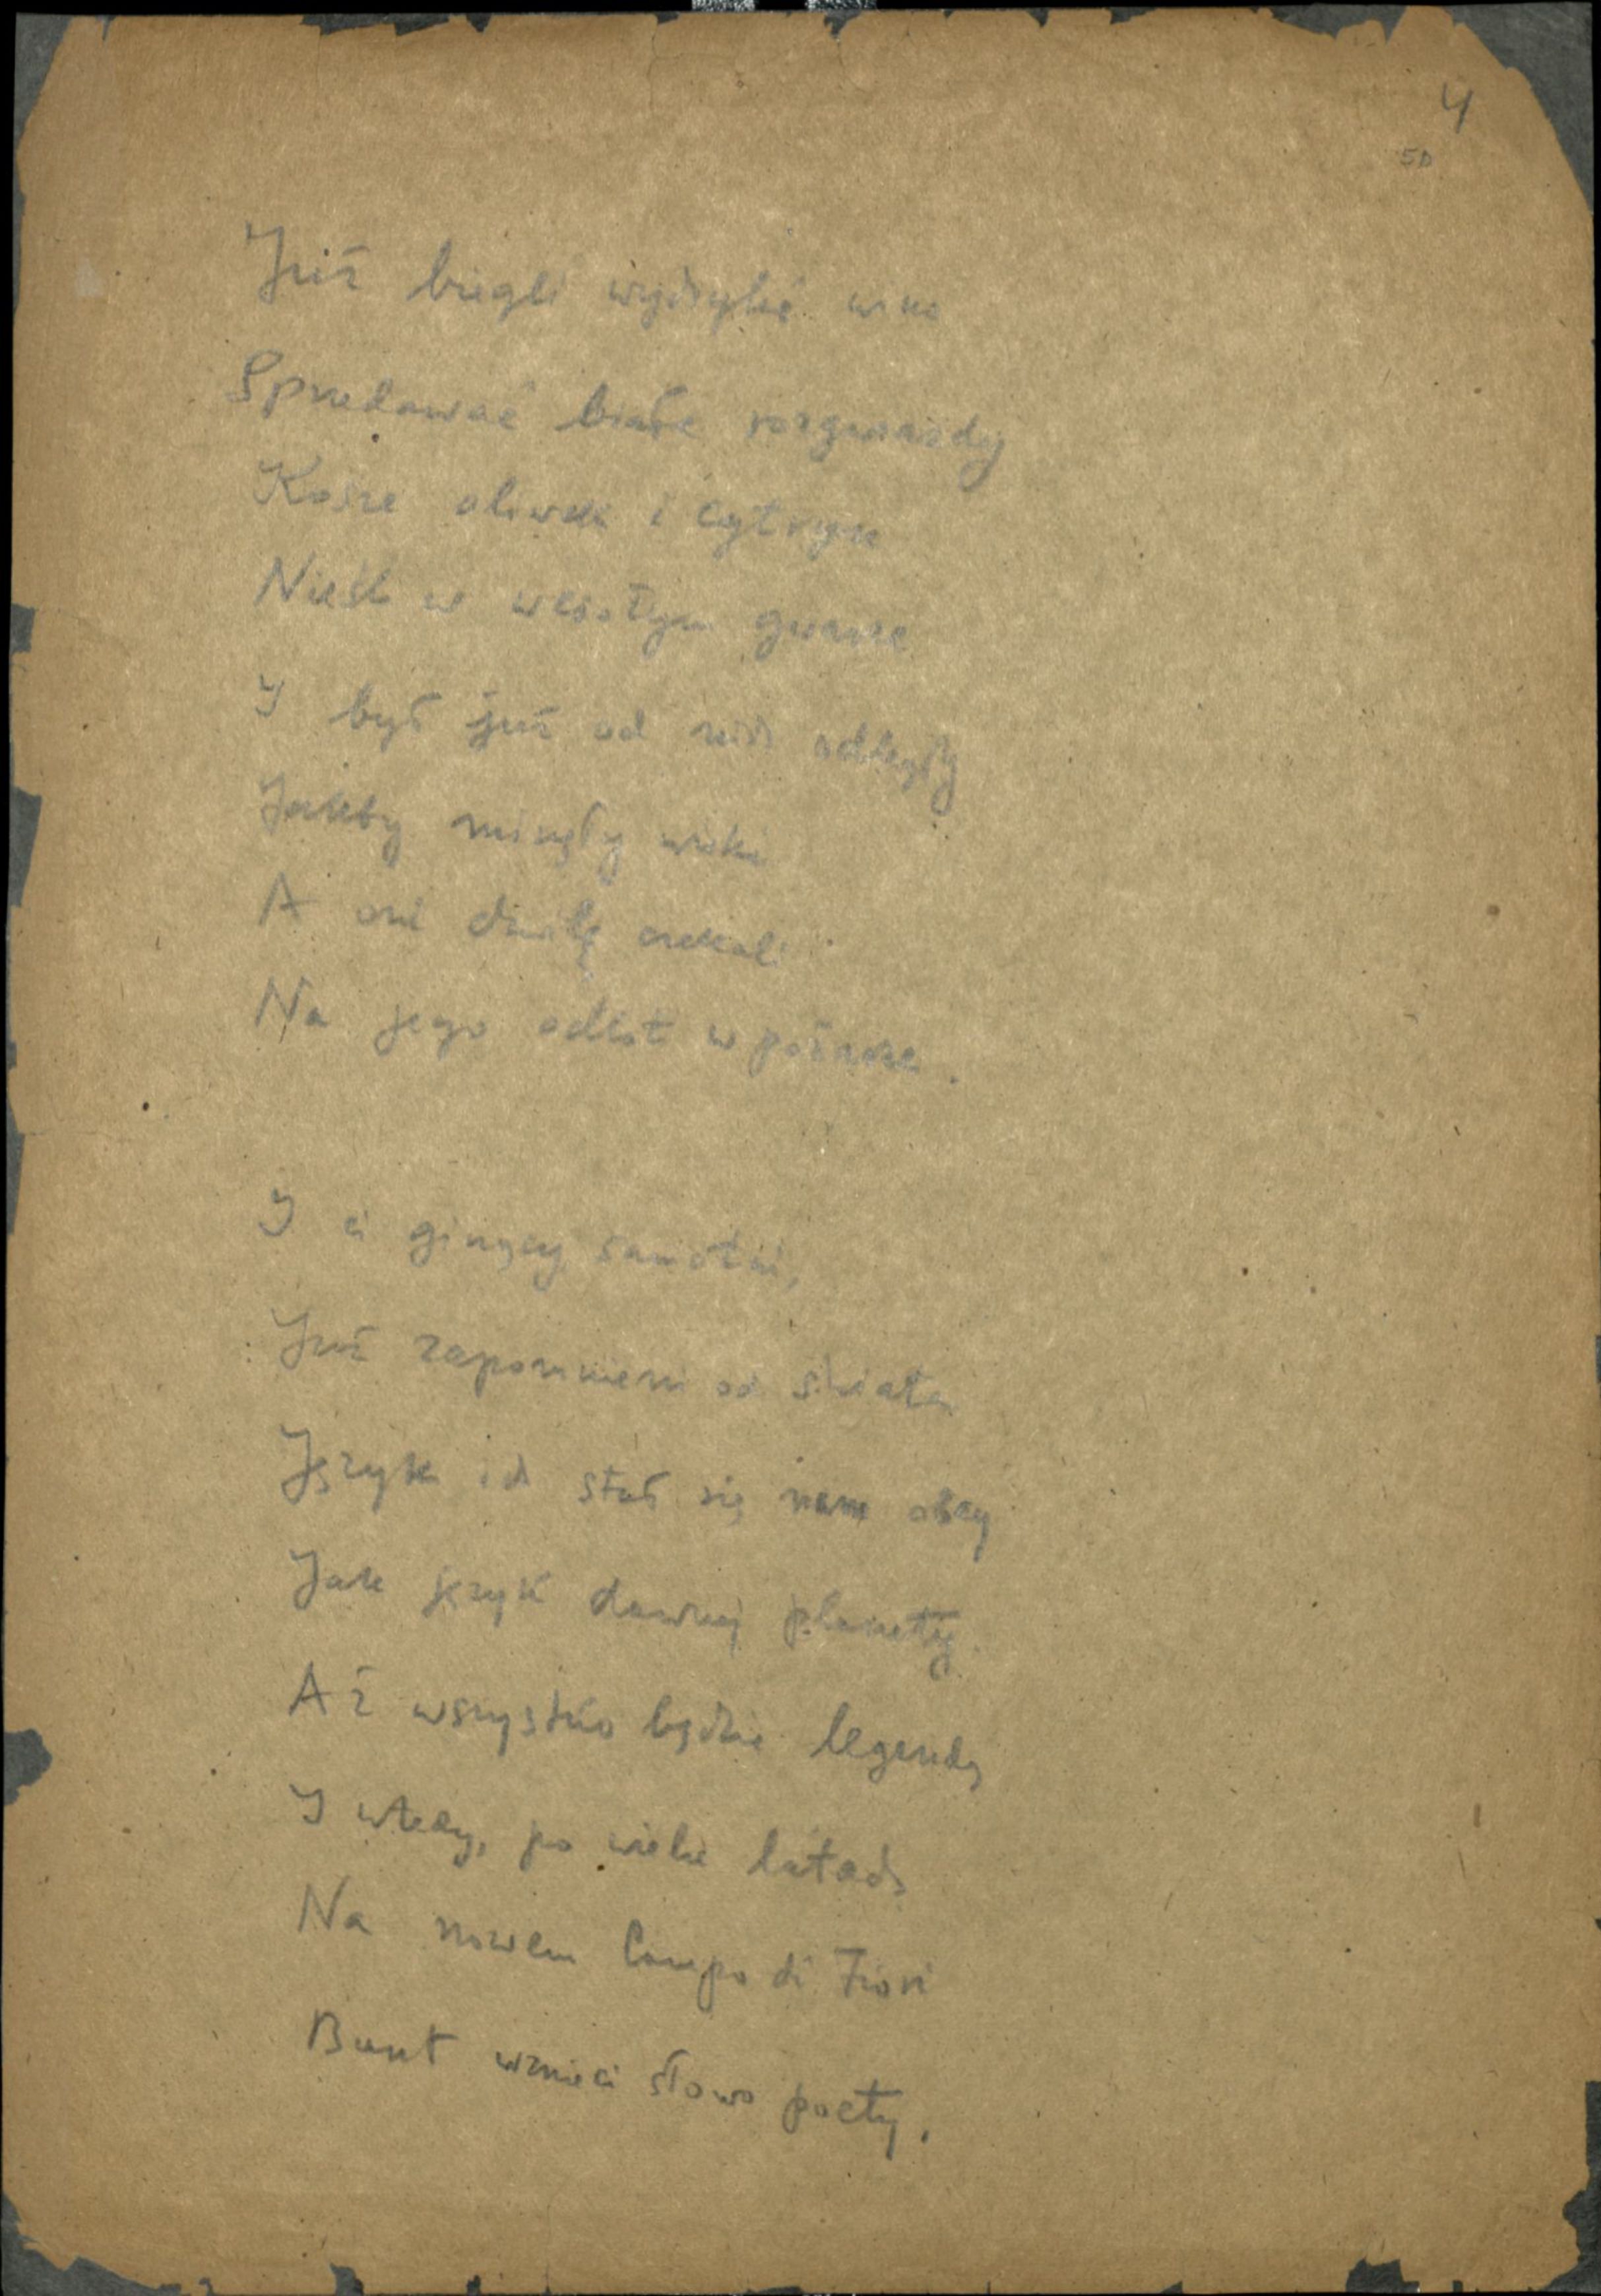 4
50
Już biegli wychylić wino
Sprzedawać białe rozgwiazdy
Kosze oliwek i cytryn
Nieśli w wesołym gwarze
I był już od nich odległy
Jakby minęły wieki
A oni chwilę czekali
Na jego odlot w pożarze.
I ci ginący, samotni,
Już zapomnieni od świata
Język ich stał się nam obcy
Jak język dawnej planety.
Aż wszystko będzie legendą
I wtedy, po wielu latach
Na nowem Campo di Fiori
Bunt wznieci słowo poety.